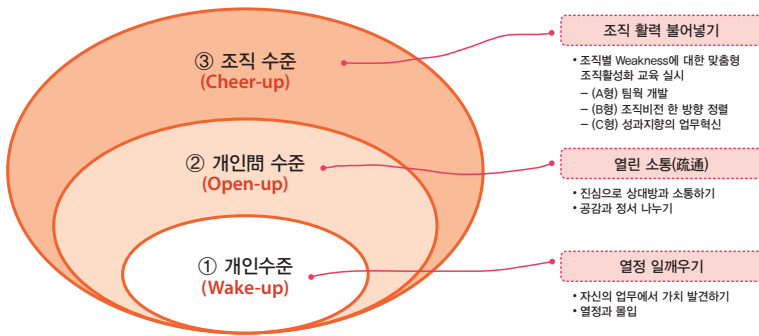 ③ 조직 수준
(Cheer-up)
② 개인間 수준
(Open-up)
① 개인수준
(Wake-up)
조직 활력 불어넣기
• 조직별 Weakness에 대한 맞춤형
조직활성화 교육 실시
– (A형) 팀웍 개발
– (B형) 조직비전 한 방향 정렬
– (C형) 성과지향의 업무혁신
열린 소통(疏通)
• 진심으로 상대방과 소통하기
• 공감과 정서 나누기
열정 일깨우기
• 자신의 업무에서 가치 발견하기
• 열정과 몰입